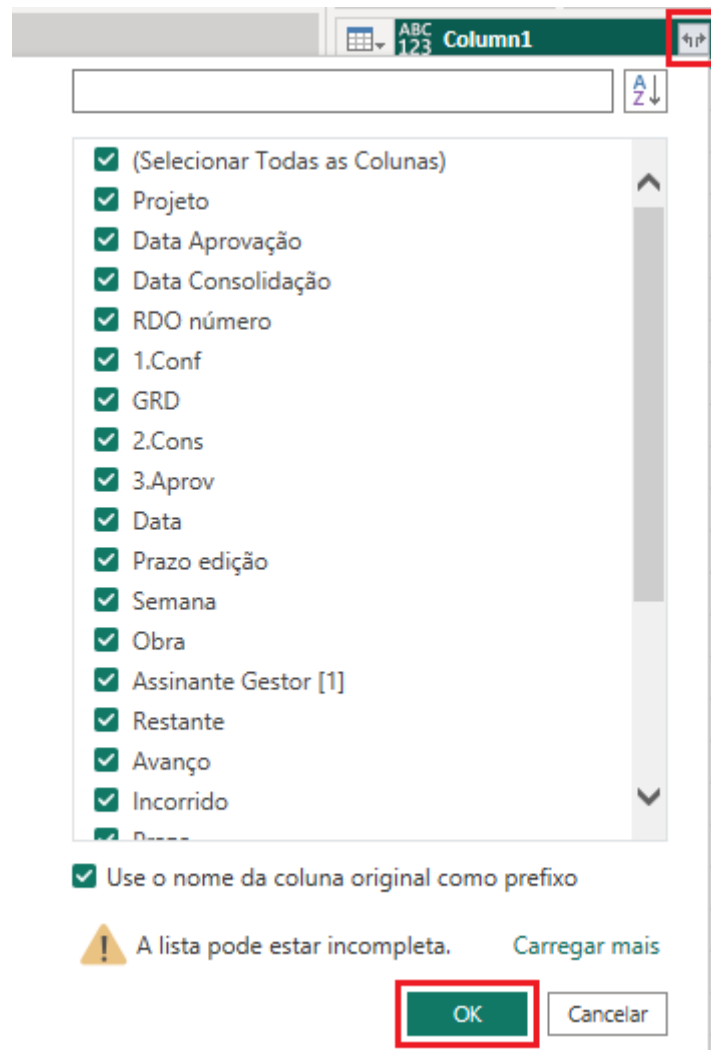 ABC
123 Column1
A
Z
(Selecionar Todas as Colunas)
Projeto
Data Aprovação
Data Consolidação
RDO número
1.Conf
GRD
2.Cons
3.Aprov
Data
Prazo edição
Semana
Obra
Assinante Gestor [1]
Restante
Avanço
Incorrido
Use o nome da coluna original como prefixo
A lista pode estar incompleta. Carregar mais
OK Cancelar